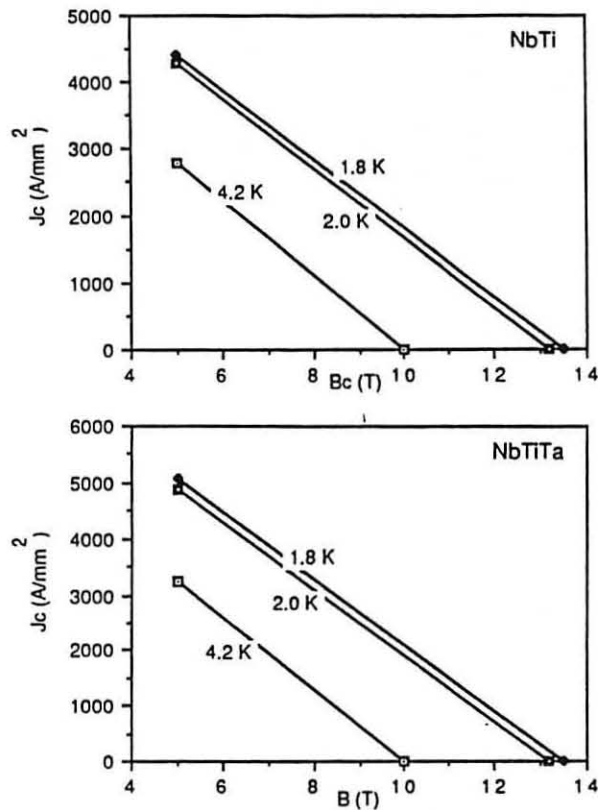 5000
NbTi
4000
3000
2000
1000
0
Jc (A/mm²)
1.8 K
4.2 K
2.0 K
4 6 8 10 12 14
Bc (T)
6000
NbTiTa
5000
4000
3000
2000
1000
0
Jc (A/mm²)
1.8 K
2.0 K
4.2 K
4 6 8 10 12 14
B (T)